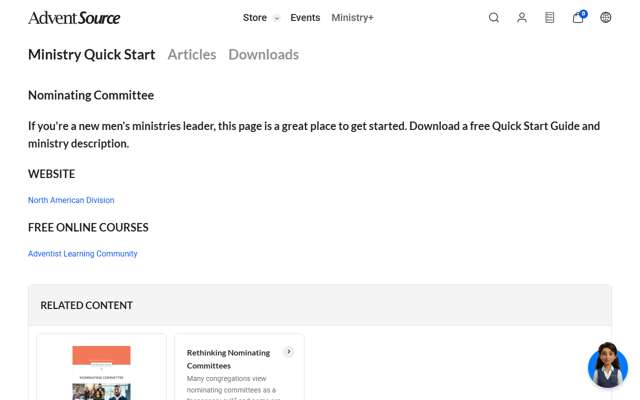 AdventSource
Store
Events
Ministry+
0
Ministry Quick Start
Articles
Downloads
Nominating Committee
If you're a new men's ministries leader, this page is a great place to get started. Download a free Quick Start Guide and
ministry description.
WEBSITE
North American Division
FREE ONLINE COURSES
Adventist Learning Community
RELATED CONTENT
NOMINATING COMMITTEE
Rethinking Nominating
Committees
Many congregations view
nominating committees as a